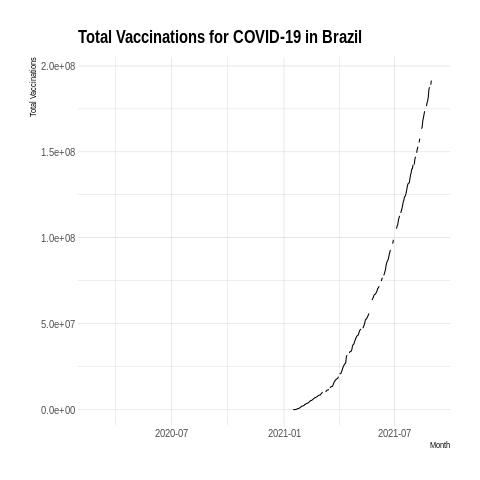 Total Vaccinations for COVID-19 in Brazil
Total Vaccinations
2.0e+08
1.5e+08
1.0e+08
5.0e+07
0.0e+00
2020-07 2021-01 2021-07
Month